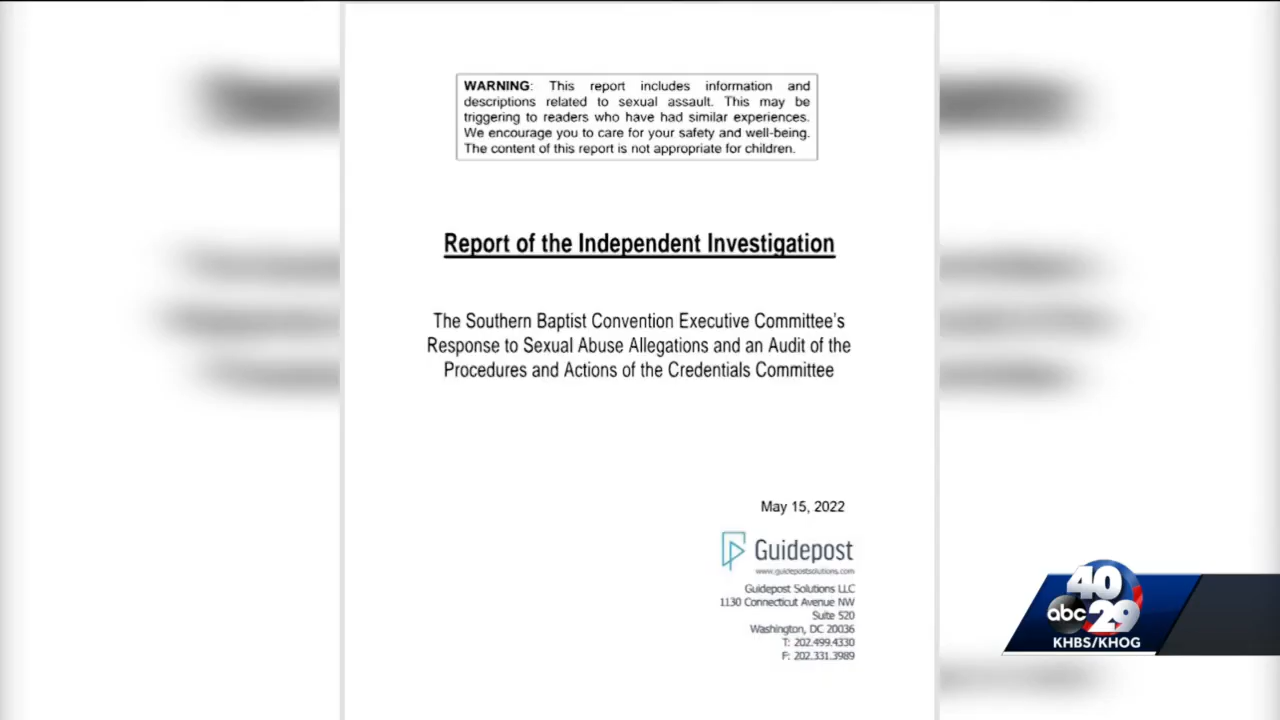 WARNING: This report includes information and
descriptions related to sexual assault. This may be
triggering to readers who have had similar experiences.
We encourage you to care for your safety and well-being.
The content of this report is not appropriate for children.
Report of the Independent Investigation
The Southern Baptist Convention Executive Committee's
Response to Sexual Abuse Allegations and an Audit of the
Procedures and Actions of the Credentials Committee
May 15, 2022
Guidepost
www.guidepostsolutions.com
Guidepost Solutions LLC
1130 Connecticut Avenue NW
Suite 520
Washington, DC 20036
T: 202.499.4330
F: 202.331.3989
40
abc 29
KHBS/KHOG